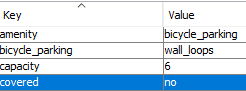 Key Value
amenity bicycle_parking
bicycle_parking wall_loops
capacity 6
covered no